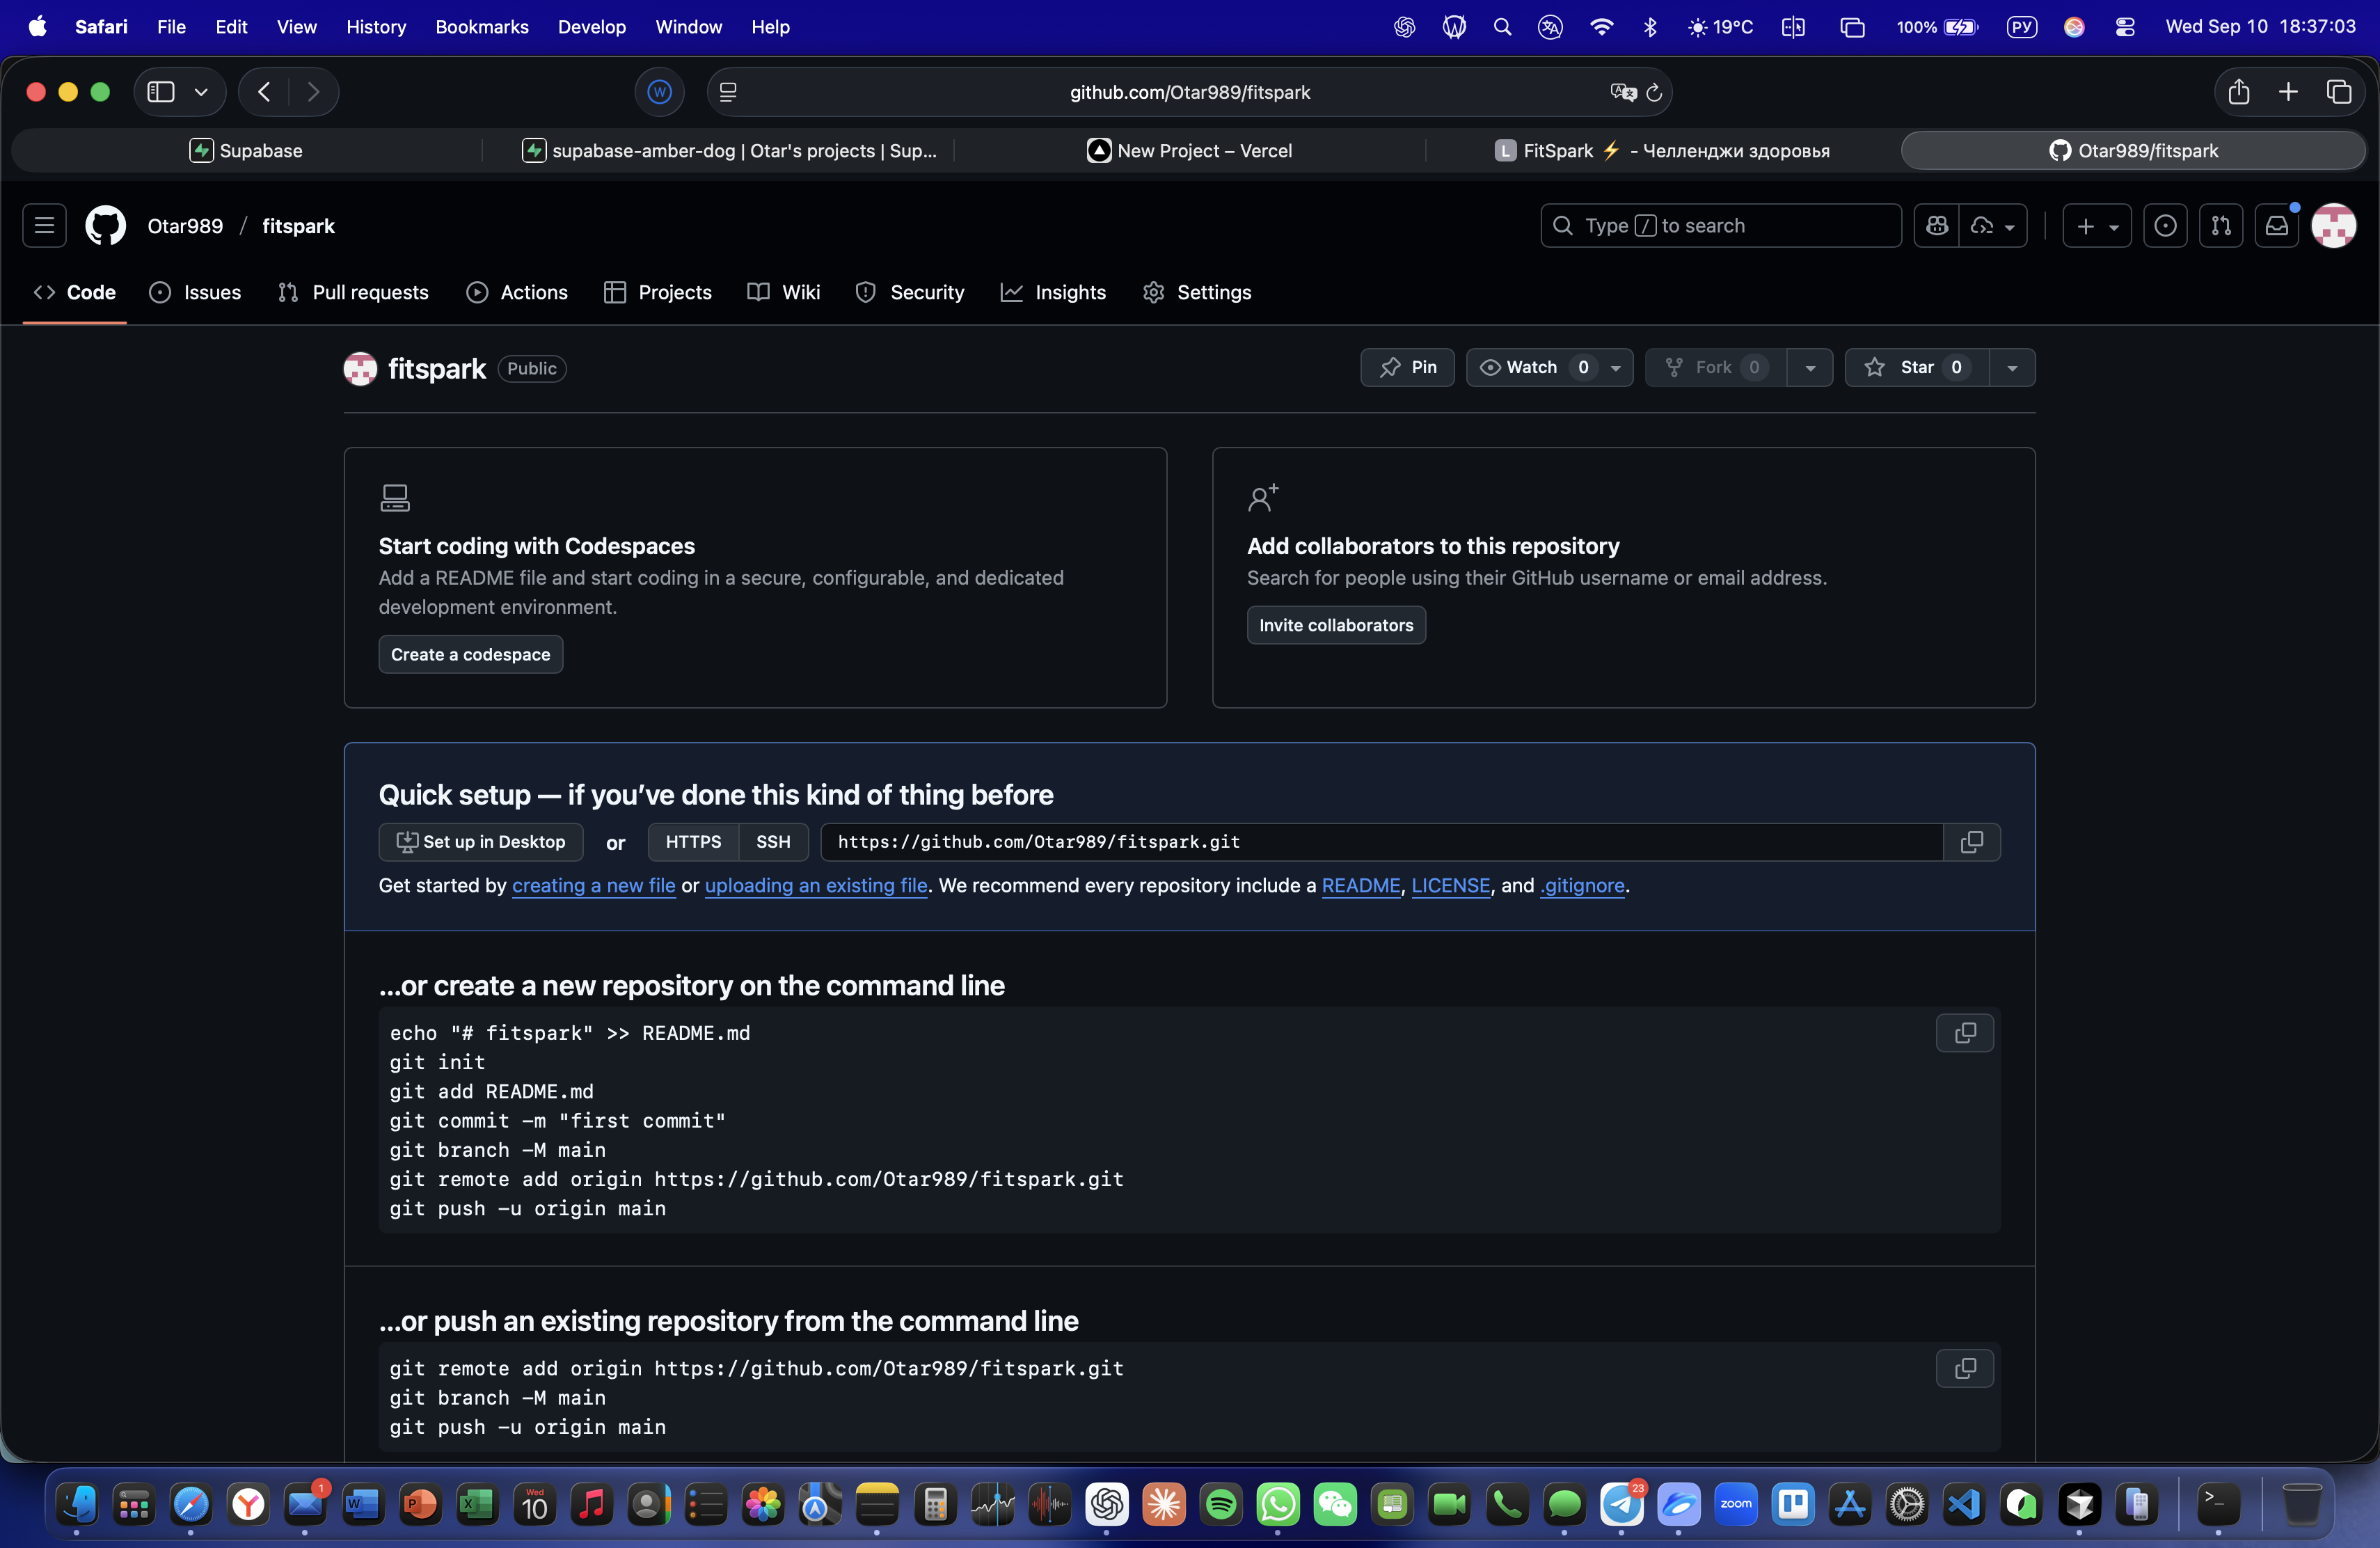 Safari File Edit View History Bookmarks Develop Window Help 19°C 100% РУ Wed Sep 10 18:37:03
W github.com/Otar989/fitspark
Supabase supabase-amber-dog | Otar's projects | Sup... New Project – Vercel L FitSpark ⚡ - Челленджи здоровья Otar989/fitspark
Otar989 / fitspark Type / to search
Code Issues Pull requests Actions Projects Wiki Security Insights Settings
fitspark Public Pin Watch 0 Fork 0 Star 0
Start coding with Codespaces
Add a README file and start coding in a secure, configurable, and dedicated
development environment.
Create a codespace
Add collaborators to this repository
Search for people using their GitHub username or email address.
Invite collaborators
Quick setup — if you’ve done this kind of thing before
Set up in Desktop or HTTPS SSH https://github.com/Otar989/fitspark.git
Get started by creating a new file or uploading an existing file. We recommend every repository include a README, LICENSE, and .gitignore.
…or create a new repository on the command line
echo "# fitspark" >> README.md
git init
git add README.md
git commit -m "first commit"
git branch -M main
git remote add origin https://github.com/Otar989/fitspark.git
git push -u origin main
…or push an existing repository from the command line
git remote add origin https://github.com/Otar989/fitspark.git
git branch -M main
git push -u origin main
1 Wed 10 23 zoom